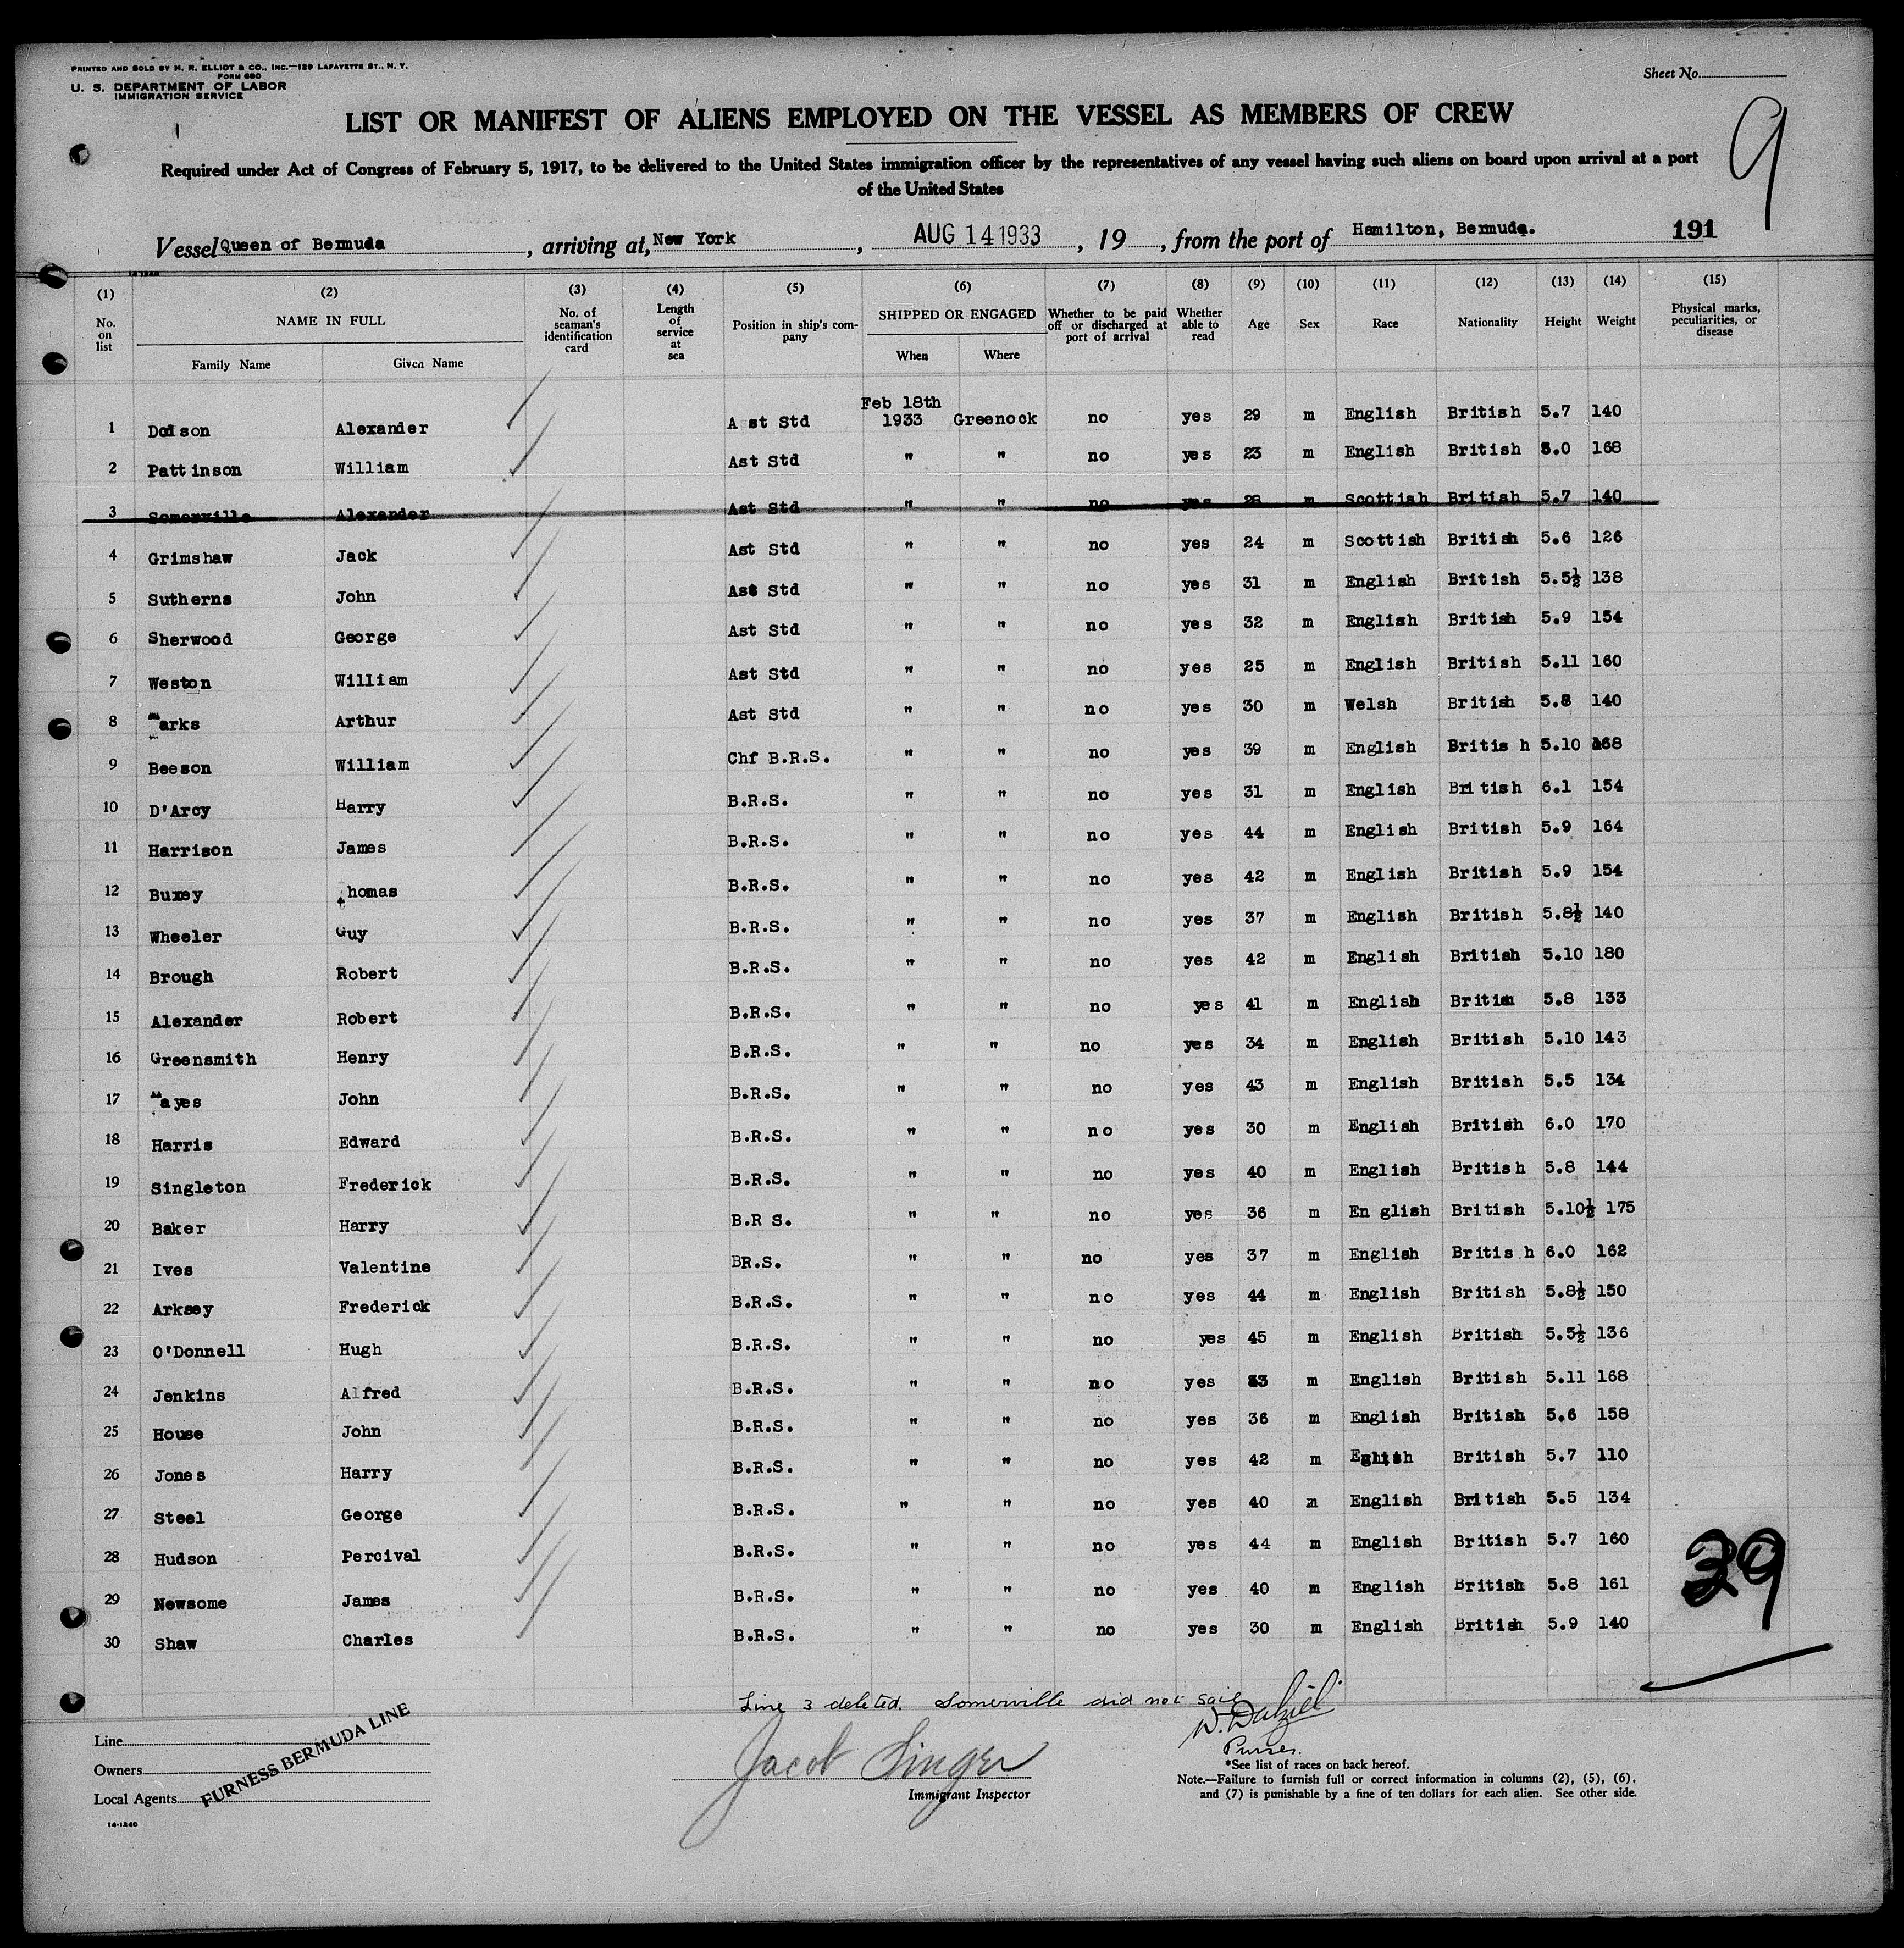 PRINTED AND SOLD BY H. R. ELLIOT & CO., INC.—129 LAFAYETTE ST., N. Y.
FORM 680
U. S. DEPARTMENT OF LABOR
IMMIGRATION SERVICE
Sheet No.
LIST OR MANIFEST OF ALIENS EMPLOYED ON THE VESSEL AS MEMBERS OF CREW
9
Required under Act of Congress of February 5, 1917, to be delivered to the United States immigration officer by the representatives of any vessel having such aliens on board upon arrival at a port
of the United States
Vessel Queen of Bermuda, arriving at, New York, AUG 14 1933, 19, from the port of Hamilton, Bermuda. 191
14-1240
(1) (2) (3) (4) (5) (6) (7) (8) (9) (10) (11) (12) (13) (14) (15)
No. on list NAME IN FULL Family Name Given Name No. of seaman's identification card Length of service at sea Position in ship's company SHIPPED OR ENGAGED When Where Whether to be paid off or discharged at port of arrival Whether able to read Age Sex Race Nationality Height Weight Physical marks, peculiarities, or disease
1 Dodson Alexander A st Std Feb 18th 1933 Greenock no yes 29 m English British 5.7 140
2 Pattinson William Ast Std " " no yes 23 m English British 5.0 168
3 Somerville Alexander Ast Std " " no yes 28 m Scottish British 5.7 140
4 Grimshaw Jack Ast Std " " no yes 24 m Scottish British 5.6 126
5 Sutherns John Ast Std " " no yes 31 m English British 5.5½ 138
6 Sherwood George Ast Std " " no yes 32 m English British 5.9 154
7 Weston William Ast Std " " no yes 25 m English British 5.11 160
8 Marks Arthur Ast Std " " no yes 30 m Welsh British 5.8 140
9 Beeson William Chf B.R.S. " " no yes 39 m English Britis h 5.10 168
10 D'Arcy Harry B.R.S. " " no yes 31 m English British 6.1 154
11 Harrison James B.R.S. " " no yes 44 m English British 5.9 164
12 Buxey thomas B.R.S. " " no yes 42 m English British 5.9 154
13 Wheeler Guy B.R.S. " " no yes 37 m English British 5.8½ 140
14 Brough Robert B.R.S. " " no yes 42 m English British 5.10 180
15 Alexander Robert B.R.S. " " no yes 41 m English British 5.8 133
16 Greensmith Henry B.R.S. " " no yes 34 m English British 5.10 143
17 ayes John B.R.S. " " no yes 43 m English British 5.5 134
18 Harris Edward B.R.S. " " no yes 30 m English British 6.0 170
19 Singleton Frederick B.R.S. " " no yes 40 m English British 5.8 144
20 Baker Harry B.R S. " " no yes 36 m En glish British 5.10½ 175
21 Ives Valentine BR.S. " " no yes 37 m English Britis h 6.0 162
22 Arksey Frederick B.R.S. " " no yes 44 m English British 5.8½ 150
23 O'Donnell Hugh B.R.S. " " no yes 45 m English British 5.5½ 136
24 Jenkins Alfred B.R.S. " " no yes 33 m English British 5.11 168
25 House John B.R.S. " " no yes 36 m English British 5.6 158
26 Jones Harry B.R.S. " " no yes 42 m British 5.7 110
27 Steel George B.R.S. " " no yes 40 m English British 5.5 134
28 Hudson Percival B.R.S. " " no yes 44 m English British 5.7 160
29 Newsome James B.R.S. " " no yes 40 m English British 5.8 161
30 Shaw Charles B.R.S. " " no yes 30 m English British 5.9 140
39
Line 3 deleted. Somerville did not sail
W. Dalziel
Purser.
Line
Owners
Local Agents
FURNESS BERMUDA LINE
Jacob Singer
Immigrant Inspector
*See list of races on back hereof.
Note.—Failure to furnish full or correct information in columns (2), (5), (6),
and (7) is punishable by a fine of ten dollars for each alien. See other side.
14-1240